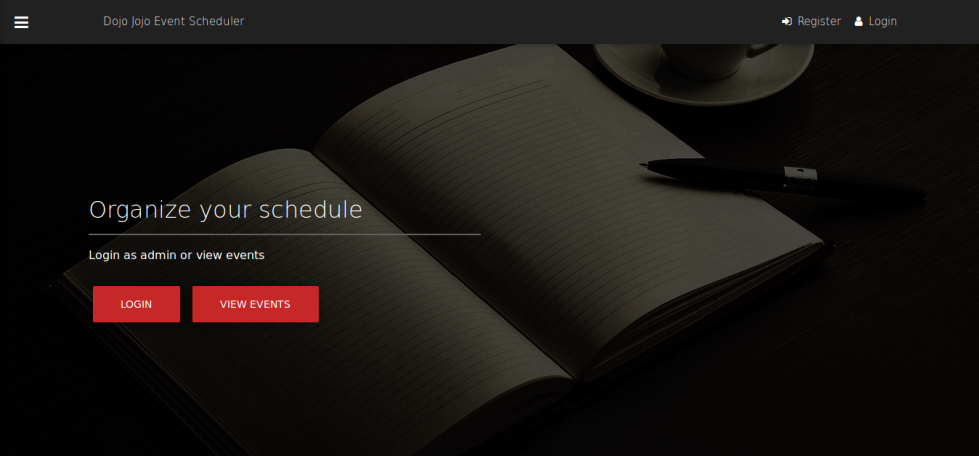 Dojo Jojo Event Scheduler
Register
Login
Organize your schedule
Login as admin or view events
LOGIN
VIEW EVENTS